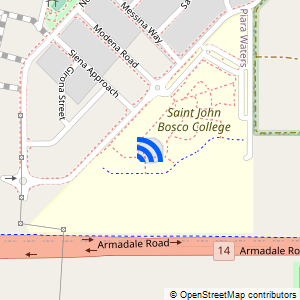 Messina Way
Modena Road
Siena Approach
Girona Street
Piara Waters
Saint John
Bosco College
Armadale Road
14
Armadale Ro
© OpenStreetMap contributors